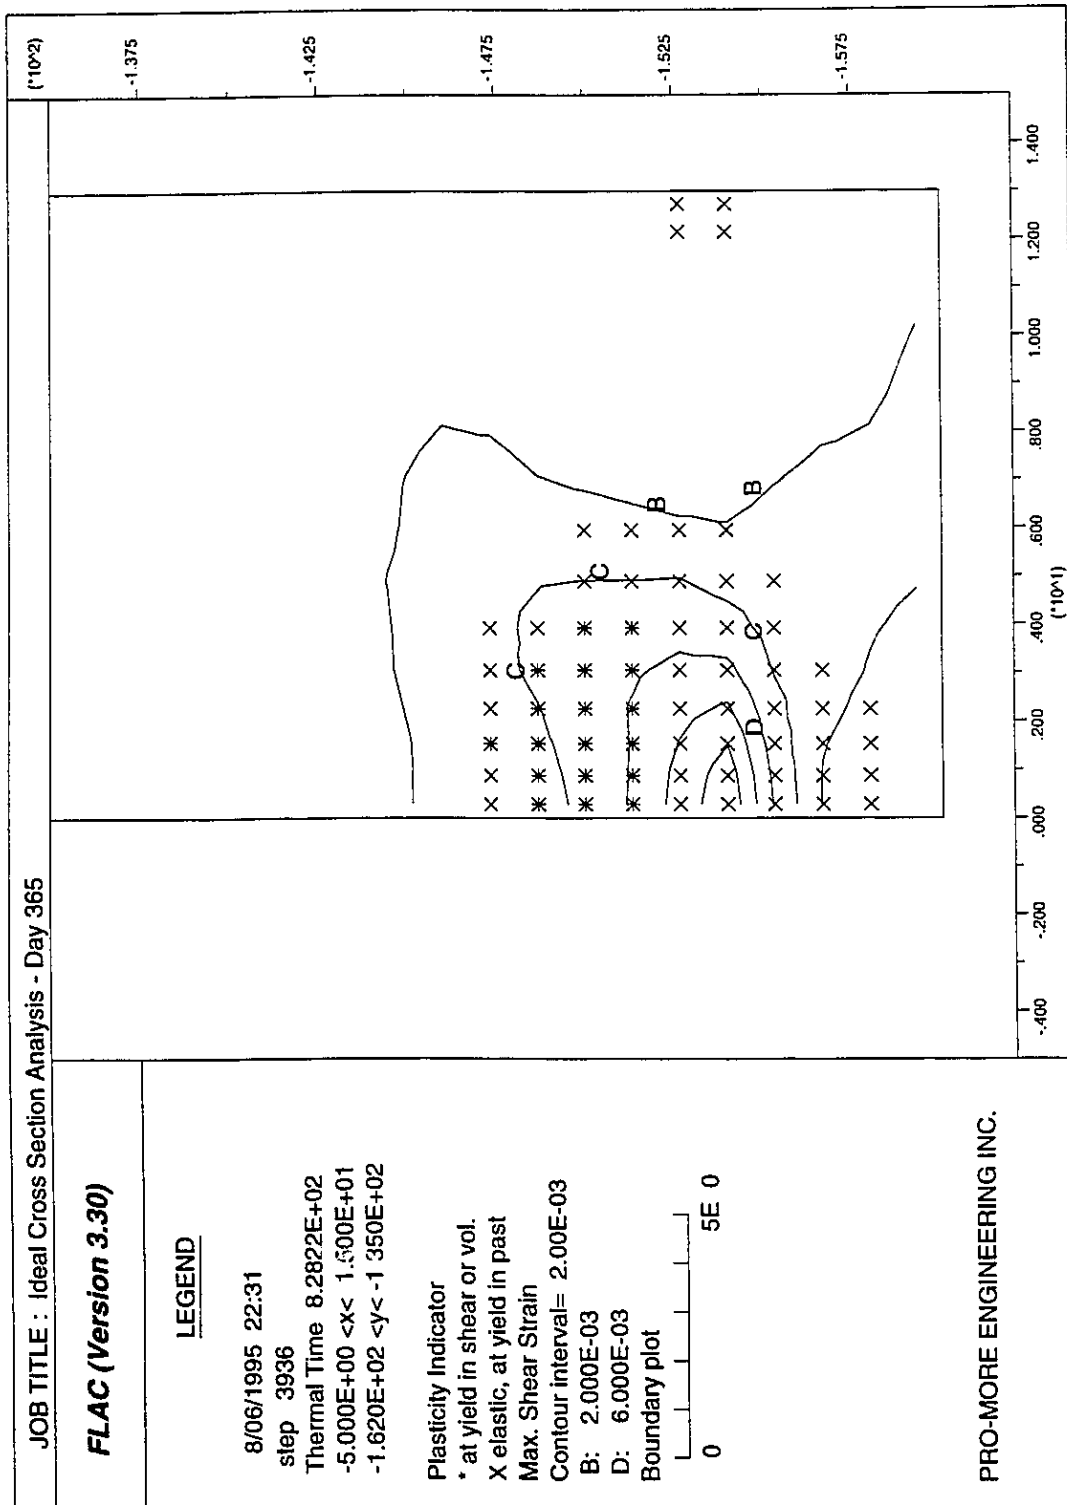 JOB TITLE : Ideal Cross Section Analysis - Day 365
(*10^2)
FLAC (Version 3.30)
LEGEND
8/06/1995 22:31
step 3936
Thermal Time 8.2822E+02
-5.000E+00 <x< 1.500E+01
-1.620E+02 <y< -1 350E+02
Plasticity Indicator
* at yield in shear or vol.
X elastic, at yield in past
Max. Shear Strain
Contour interval= 2.00E-03
B: 2.000E-03
D: 6.000E-03
Boundary plot
0 5E 0
PRO-MORE ENGINEERING INC.
-1.375
-1.425
-1.475
-1.525
-1.575
C
C
C
B
B
D
-.400
-.200
.000
.200
.400
.600
.800
1.000
1.200
1.400
(*10^1)